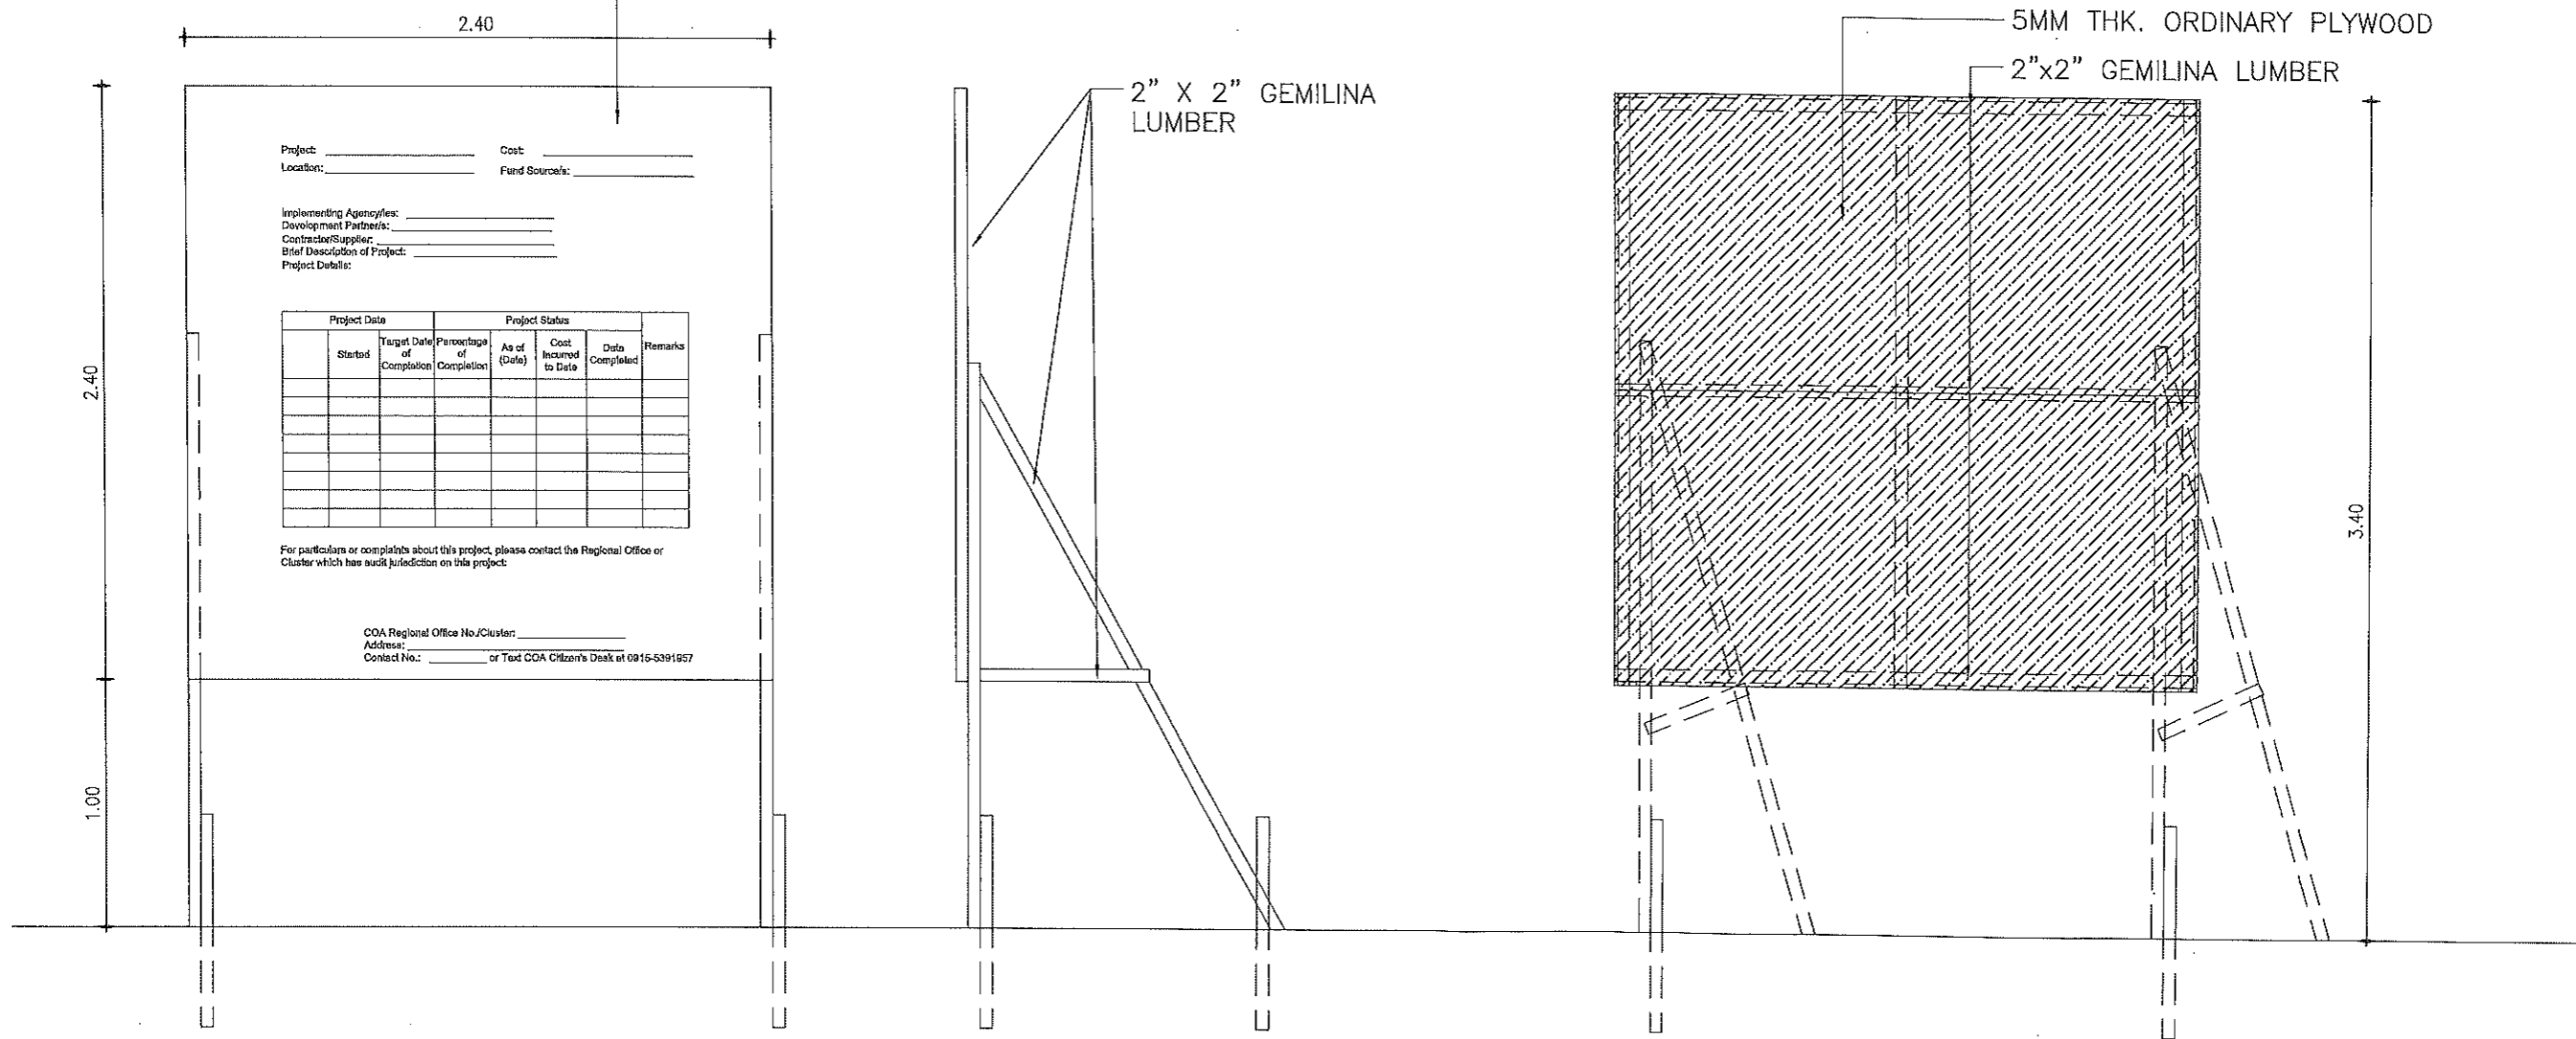 2.40
5MM THK. ORDINARY PLYWOOD
2"x2" GEMILINA LUMBER
2" X 2" GEMILINA
LUMBER
Project: Cost:
Location: Fund Source/s:
Implementing Agency/ies:
Development Partner/s:
Contractor/Supplier:
Brief Description of Project:
Project Details:
Project Date Project Status Remarks
Started Target Date of Completion Percentage of Completion As of (Date) Cost Incurred to Date Date Completed
For particulars or complaints about this project, please contact the Regional Office or
Cluster which has audit jurisdiction on this project:
COA Regional Office No./Cluster:
Address:
Contact No.: or Text COA Citizen's Desk at 0915-5391957
2.40
1.00
3.40